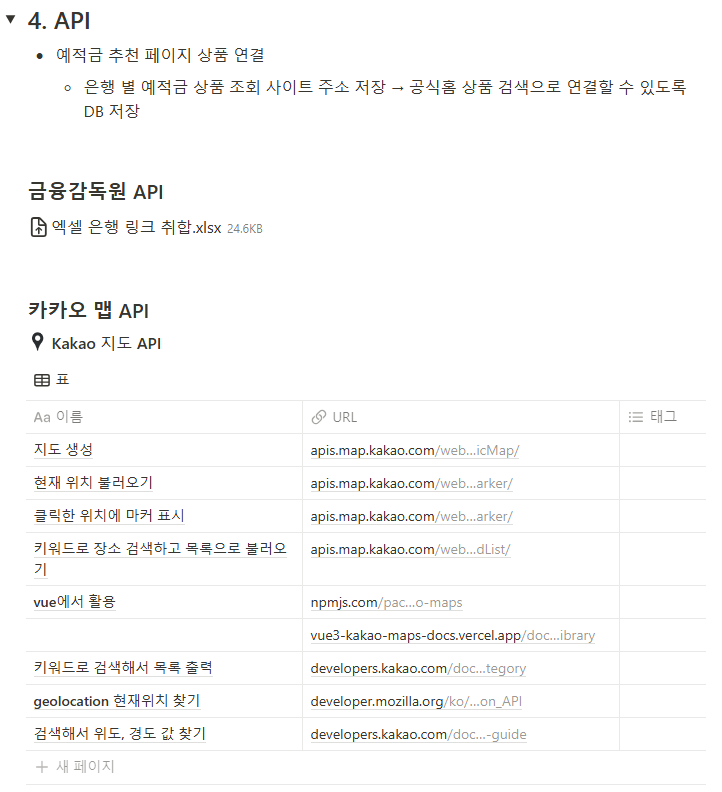 4. API
예적금 추천 페이지 상품 연결
은행 별 예적금 상품 조회 사이트 주소 저장 → 공식홈 상품 검색으로 연결할 수 있도록
DB 저장
금융감독원 API
엑셀 은행 링크 취합.xlsx 24.6KB
카카오 맵 API
Kakao 지도 API
표
Aa 이름 URL 태그
지도 생성 apis.map.kakao.com/web...icMap/
현재 위치 불러오기 apis.map.kakao.com/web...arker/
클릭한 위치에 마커 표시 apis.map.kakao.com/web...arker/
키워드로 장소 검색하고 목록으로 불러오 apis.map.kakao.com/web...dList/
기
vue에서 활용 npmjs.com/pac...o-maps
vue3-kakao-maps-docs.vercel.app/doc...ibrary
키워드로 검색해서 목록 출력 developers.kakao.com/doc...tegory
geolocation 현재위치 찾기 developer.mozilla.org/ko/...on_API
검색해서 위도, 경도 값 찾기 developers.kakao.com/doc...-guide
새 페이지